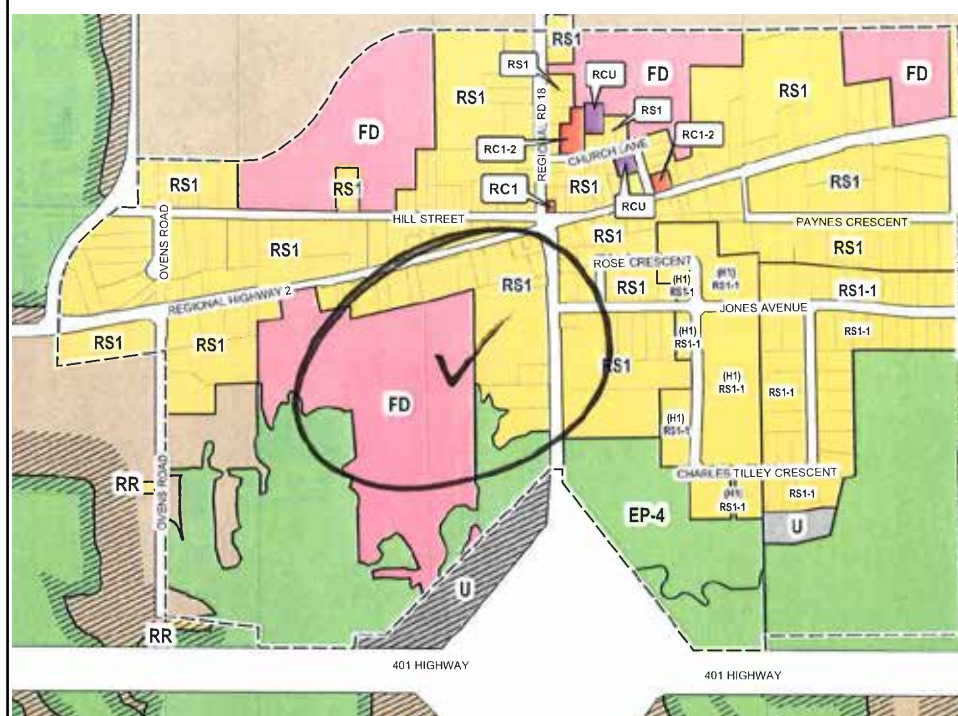 RS1
RS1
REGIONAL RD 18
RCU
FD
FD
RS1
RS1
FD
RS1
RC1-2
CHURCH LANE
RC1-2
RS1
RS1
RS1
RS1
RC1
RCU
HILL STREET
PAYNES CRESCENT
OVENS ROAD
RS1
RS1
RS1
ROSE CRESCENT
REGIONAL HIGHWAY 2
RS1
RS1
(H1)
RS1-1
(H1)
RS1-1
RS1-1
JONES AVENUE
RS1
RS1
(H1)
RS1-1
RS1-1
RS1
(H1)
RS1-1
RS1-1
FD
(H1)
RS1-1
CHARLES TILLEY CRESCENT
RR
OVENS ROAD
(H1)
RS1-1
RS1-1
EP-4
U
U
RR
401 HIGHWAY
401 HIGHWAY